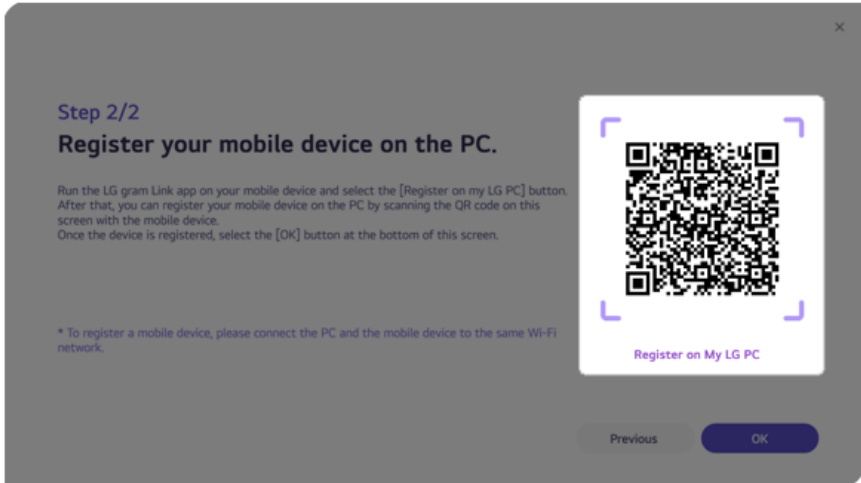 Step 2/2
Register your mobile device on the PC.
Run the LG gram Link app on your mobile device and select the [Register on my LG PC] button.
After that, you can register your mobile device on the PC by scanning the QR code on this
screen with the mobile device.
Once the device is registered, select the [OK] button at the bottom of this screen.
* To register a mobile device, please connect the PC and the mobile device to the same Wi-Fi
network.
Register on My LG PC
Previous
OK